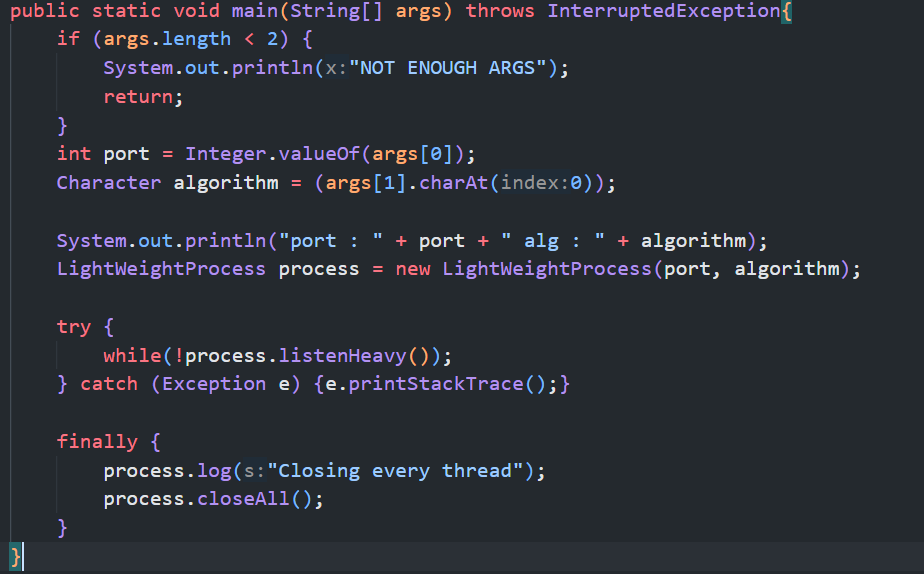 public static void main(String[] args) throws InterruptedException{
    if (args.length < 2) {
        System.out.println(x:"NOT ENOUGH ARGS");
        return;
    }
    int port = Integer.valueOf(args[0]);
    Character algorithm = (args[1].charAt(index:0));

    System.out.println("port : " + port + " alg : " + algorithm);
    LightWeightProcess process = new LightWeightProcess(port, algorithm);

    try {
        while(!process.listenHeavy());
    } catch (Exception e) {e.printStackTrace();}

    finally {
        process.log(s:"Closing every thread");
        process.closeAll();
    }
}